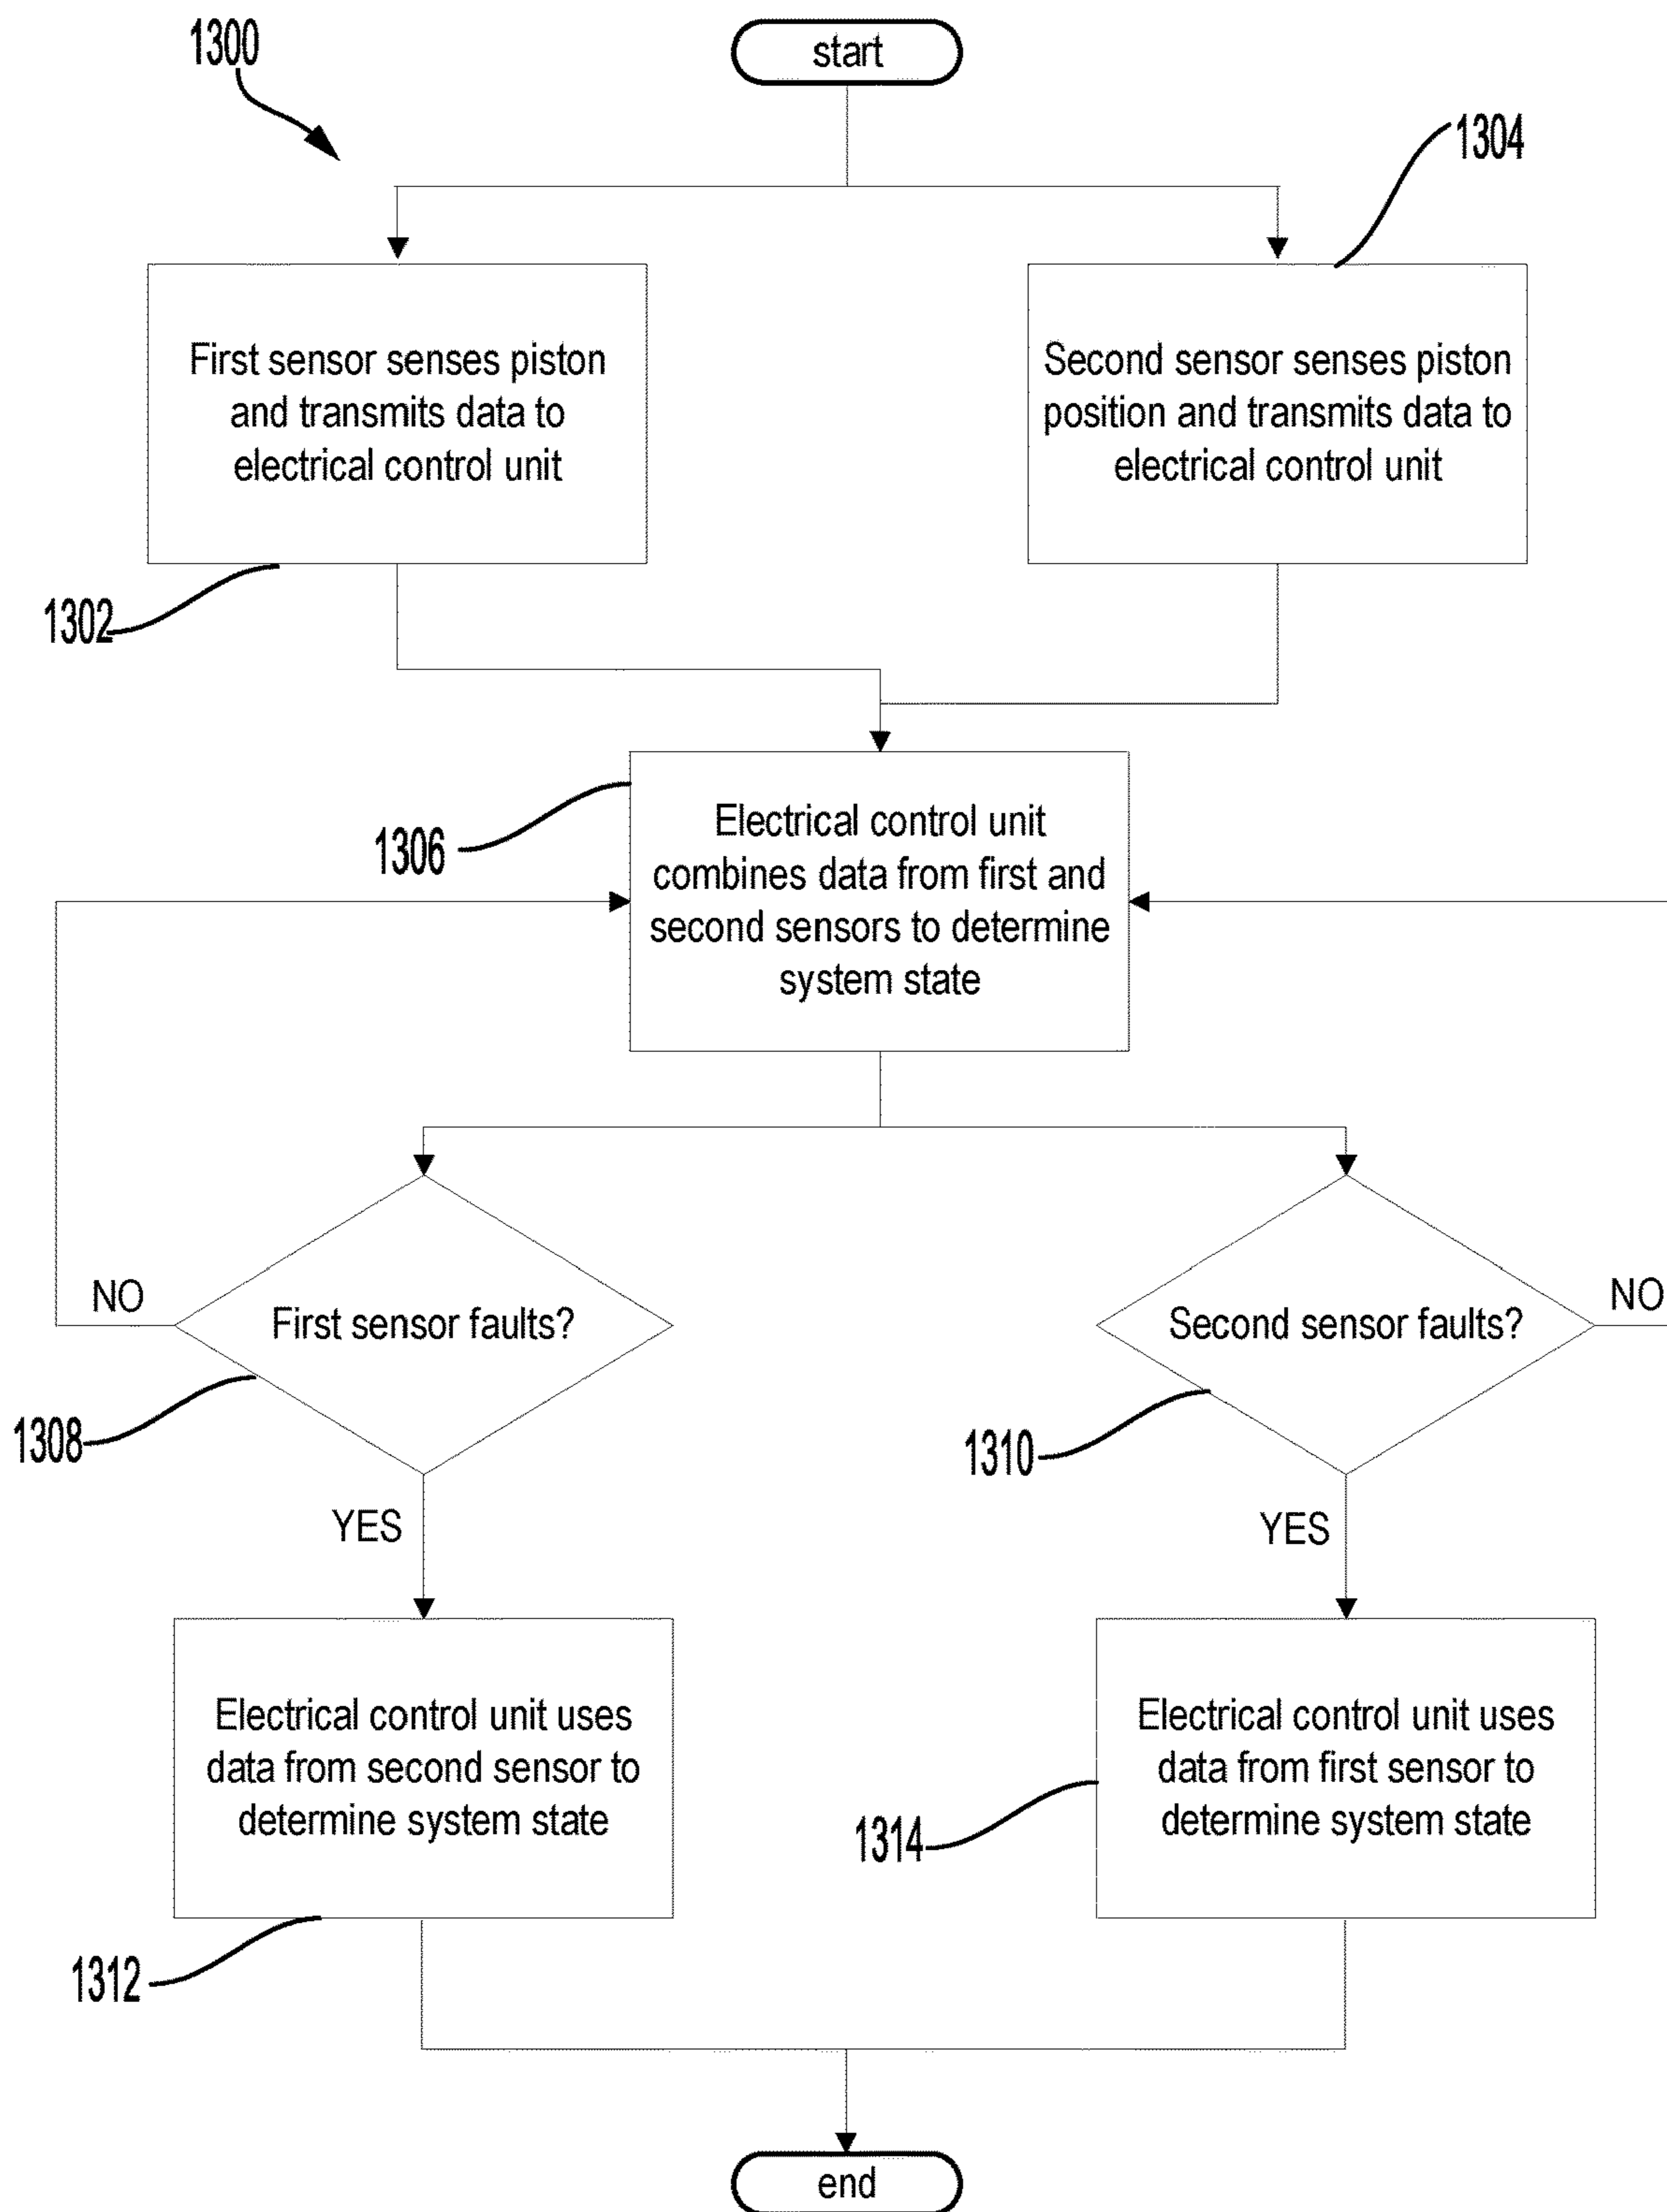 1300
start
1304
First sensor senses piston
and transmits data to
electrical control unit
Second sensor senses piston
position and transmits data to
electrical control unit
1302
1306
Electrical control unit
combines data from first and
second sensors to determine
system state
NO
First sensor faults?
Second sensor faults?
NO
1308
1310
YES
YES
Electrical control unit uses
data from second sensor to
determine system state
Electrical control unit uses
data from first sensor to
determine system state
1314
1312
end